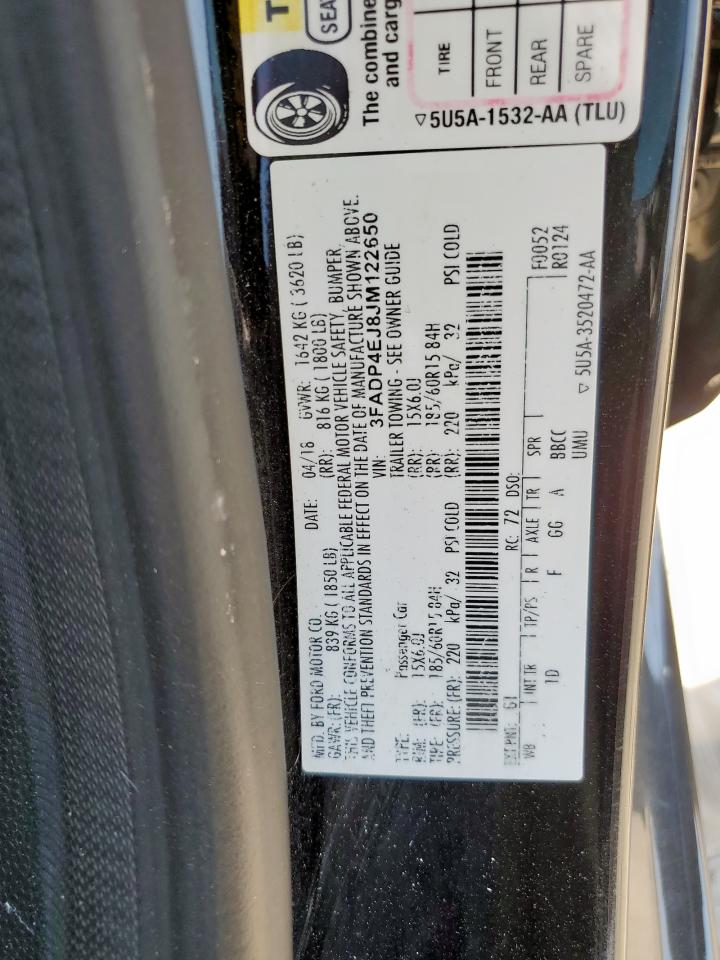 T
SEAT
The combine
and carg
TIRE
FRONT
REAR
SPARE
▽5U5A-1532-AA (TLU)
MFD. BY FORD MOTOR CO. DATE: 04/18 GVWR: 1642 KG ( 3620 LB)
GAWR: (FR): 839 KG ( 1850 LB) (RR): 816 KG ( 1800 LB)
THIS VEHICLE CONFORMS TO ALL APPLICABLE FEDERAL MOTOR VEHICLE SAFETY, BUMPER,
AND THEFT PREVENTION STANDARDS IN EFFECT ON THE DATE OF MANUFACTURE SHOWN ABOVE.
VIN: 3FADP4EJ8JM122650
TYPE: Passenger Car TRAILER TOWING - SEE OWNER GUIDE
RIM: (FR): 15X6.0J (RR): 15X6.0J
TIRE: (FR): 185/60R15 84H (RR): 185/60R15 84H
PRESSURE: (FR): 220 kPa/ 32 PSI COLD (RR): 220 kPa/ 32 PSI COLD
EXT PNT: G1 RC: 72 DSO: F0052
WB INT TR TP/PS R AXLE TR SPR R0124
1D F GG A BBCC
UMU ▽5U5A-3520472-AA